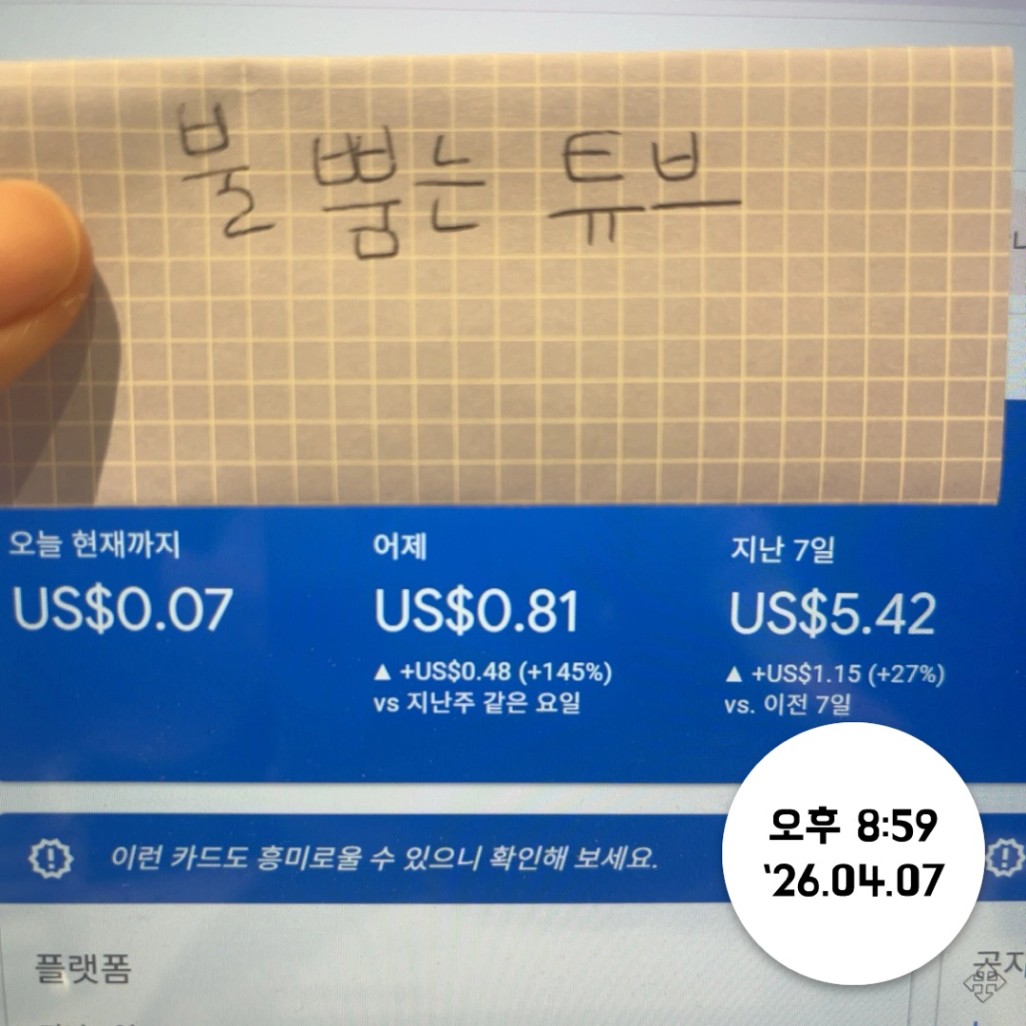 불 뿜는 튜브
오늘 현재까지
US$0.07
어제
US$0.81
▲ +US$0.48 (+145%)
vs 지난주 같은 요일
지난 7일
US$5.42
▲ +US$1.15 (+27%)
vs. 이전 7일
오후 8:59
‘26.04.07
이런 카드도 흥미로울 수 있으니 확인해 보세요.
플랫폼